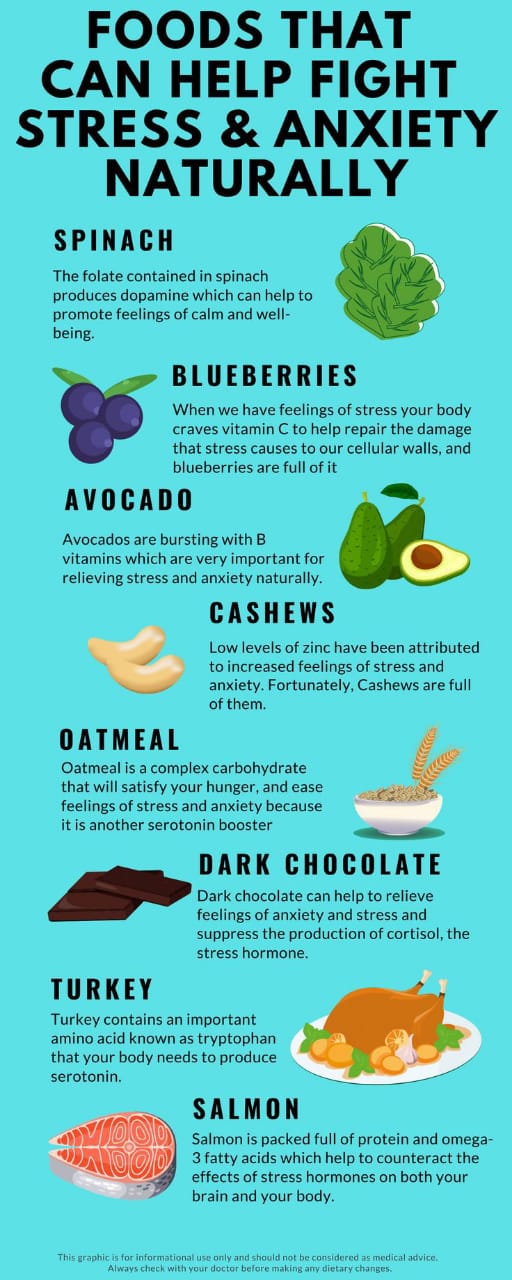 FOODS THAT
CAN HELP FIGHT
STRESS & ANXIETY
NATURALLY
SPINACH
The folate contained in spinach
produces dopamine which can help to
promote feelings of calm and well-
being.
BLUEBERRIES
When we have feelings of stress your body
craves vitamin C to help repair the damage
that stress causes to our cellular walls, and
blueberries are full of it
AVOCADO
Avocados are bursting with B
vitamins which are very important for
relieving stress and anxiety naturally.
CASHEWS
Low levels of zinc have been attributed
to increased feelings of stress and
anxiety. Fortunately, Cashews are full
of them.
OATMEAL
Oatmeal is a complex carbohydrate
that will satisfy your hunger, and ease
feelings of stress and anxiety because
it is another serotonin booster
DARK CHOCOLATE
Dark chocolate can help to relieve
feelings of anxiety and stress and
suppress the production of cortisol, the
stress hormone.
TURKEY
Turkey contains an important
amino acid known as tryptophan
that your body needs to produce
serotonin.
SALMON
Salmon is packed full of protein and omega-
3 fatty acids which help to counteract the
effects of stress hormones on both your
brain and your body.
This graphic is for informational use only and should not be considered as medical advice.
Always check with your doctor before making any dietary changes.